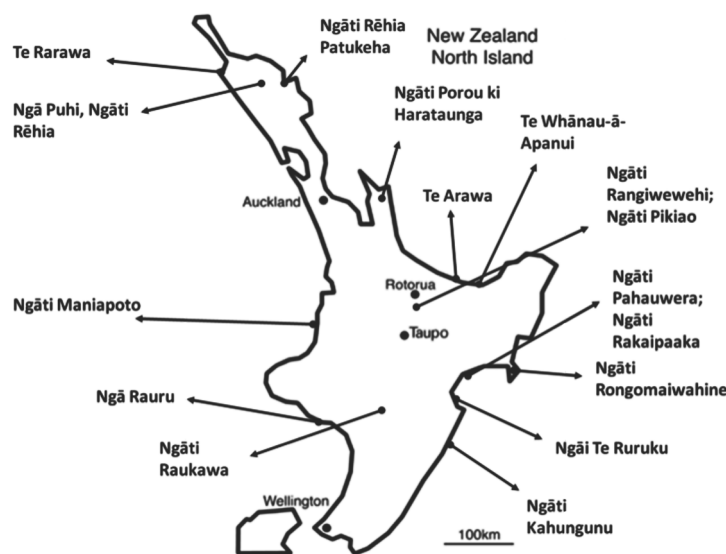 Ngāti Rēhia
Patukeha
New Zealand
North Island
Te Rarawa
Ngā Puhi, Ngāti
Rēhia
Ngāti Porou ki
Harataunga
Te Whānau-ā-
Apanui
Ngāti
Rangiwewehi;
Ngāti Pikiao
Auckland
Te Arawa
Rotorua
Ngāti
Pahauwera;
Ngāti
Rakaipaaka
Ngāti Maniapoto
Taupo
Ngāti
Rongomaiwahine
Ngā Rauru
Ngāti
Raukawa
Ngāi Te Ruruku
Wellington
Ngāti
Kahungunu
100km